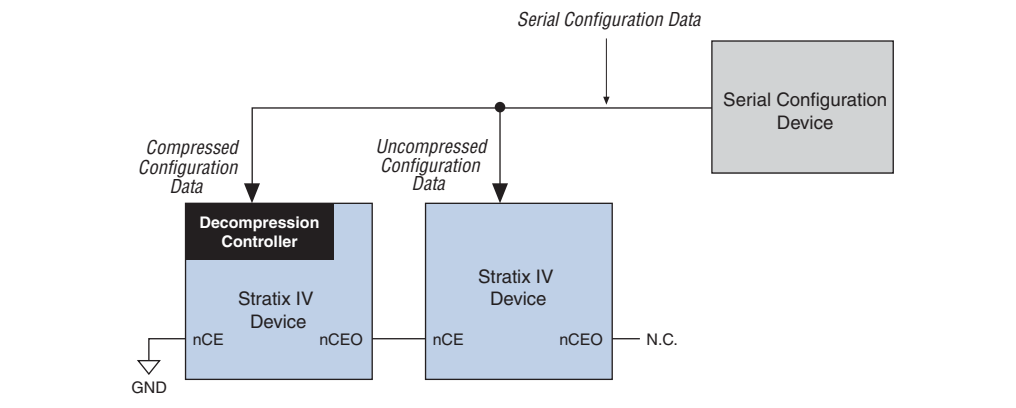 Serial Configuration Data
Serial Configuration
Device
Compressed
Configuration
Data
Uncompressed
Configuration
Data
Decompression
Controller
Stratix IV
Device
Stratix IV
Device
nCE
nCEO
nCE
nCEO
N.C.
GND